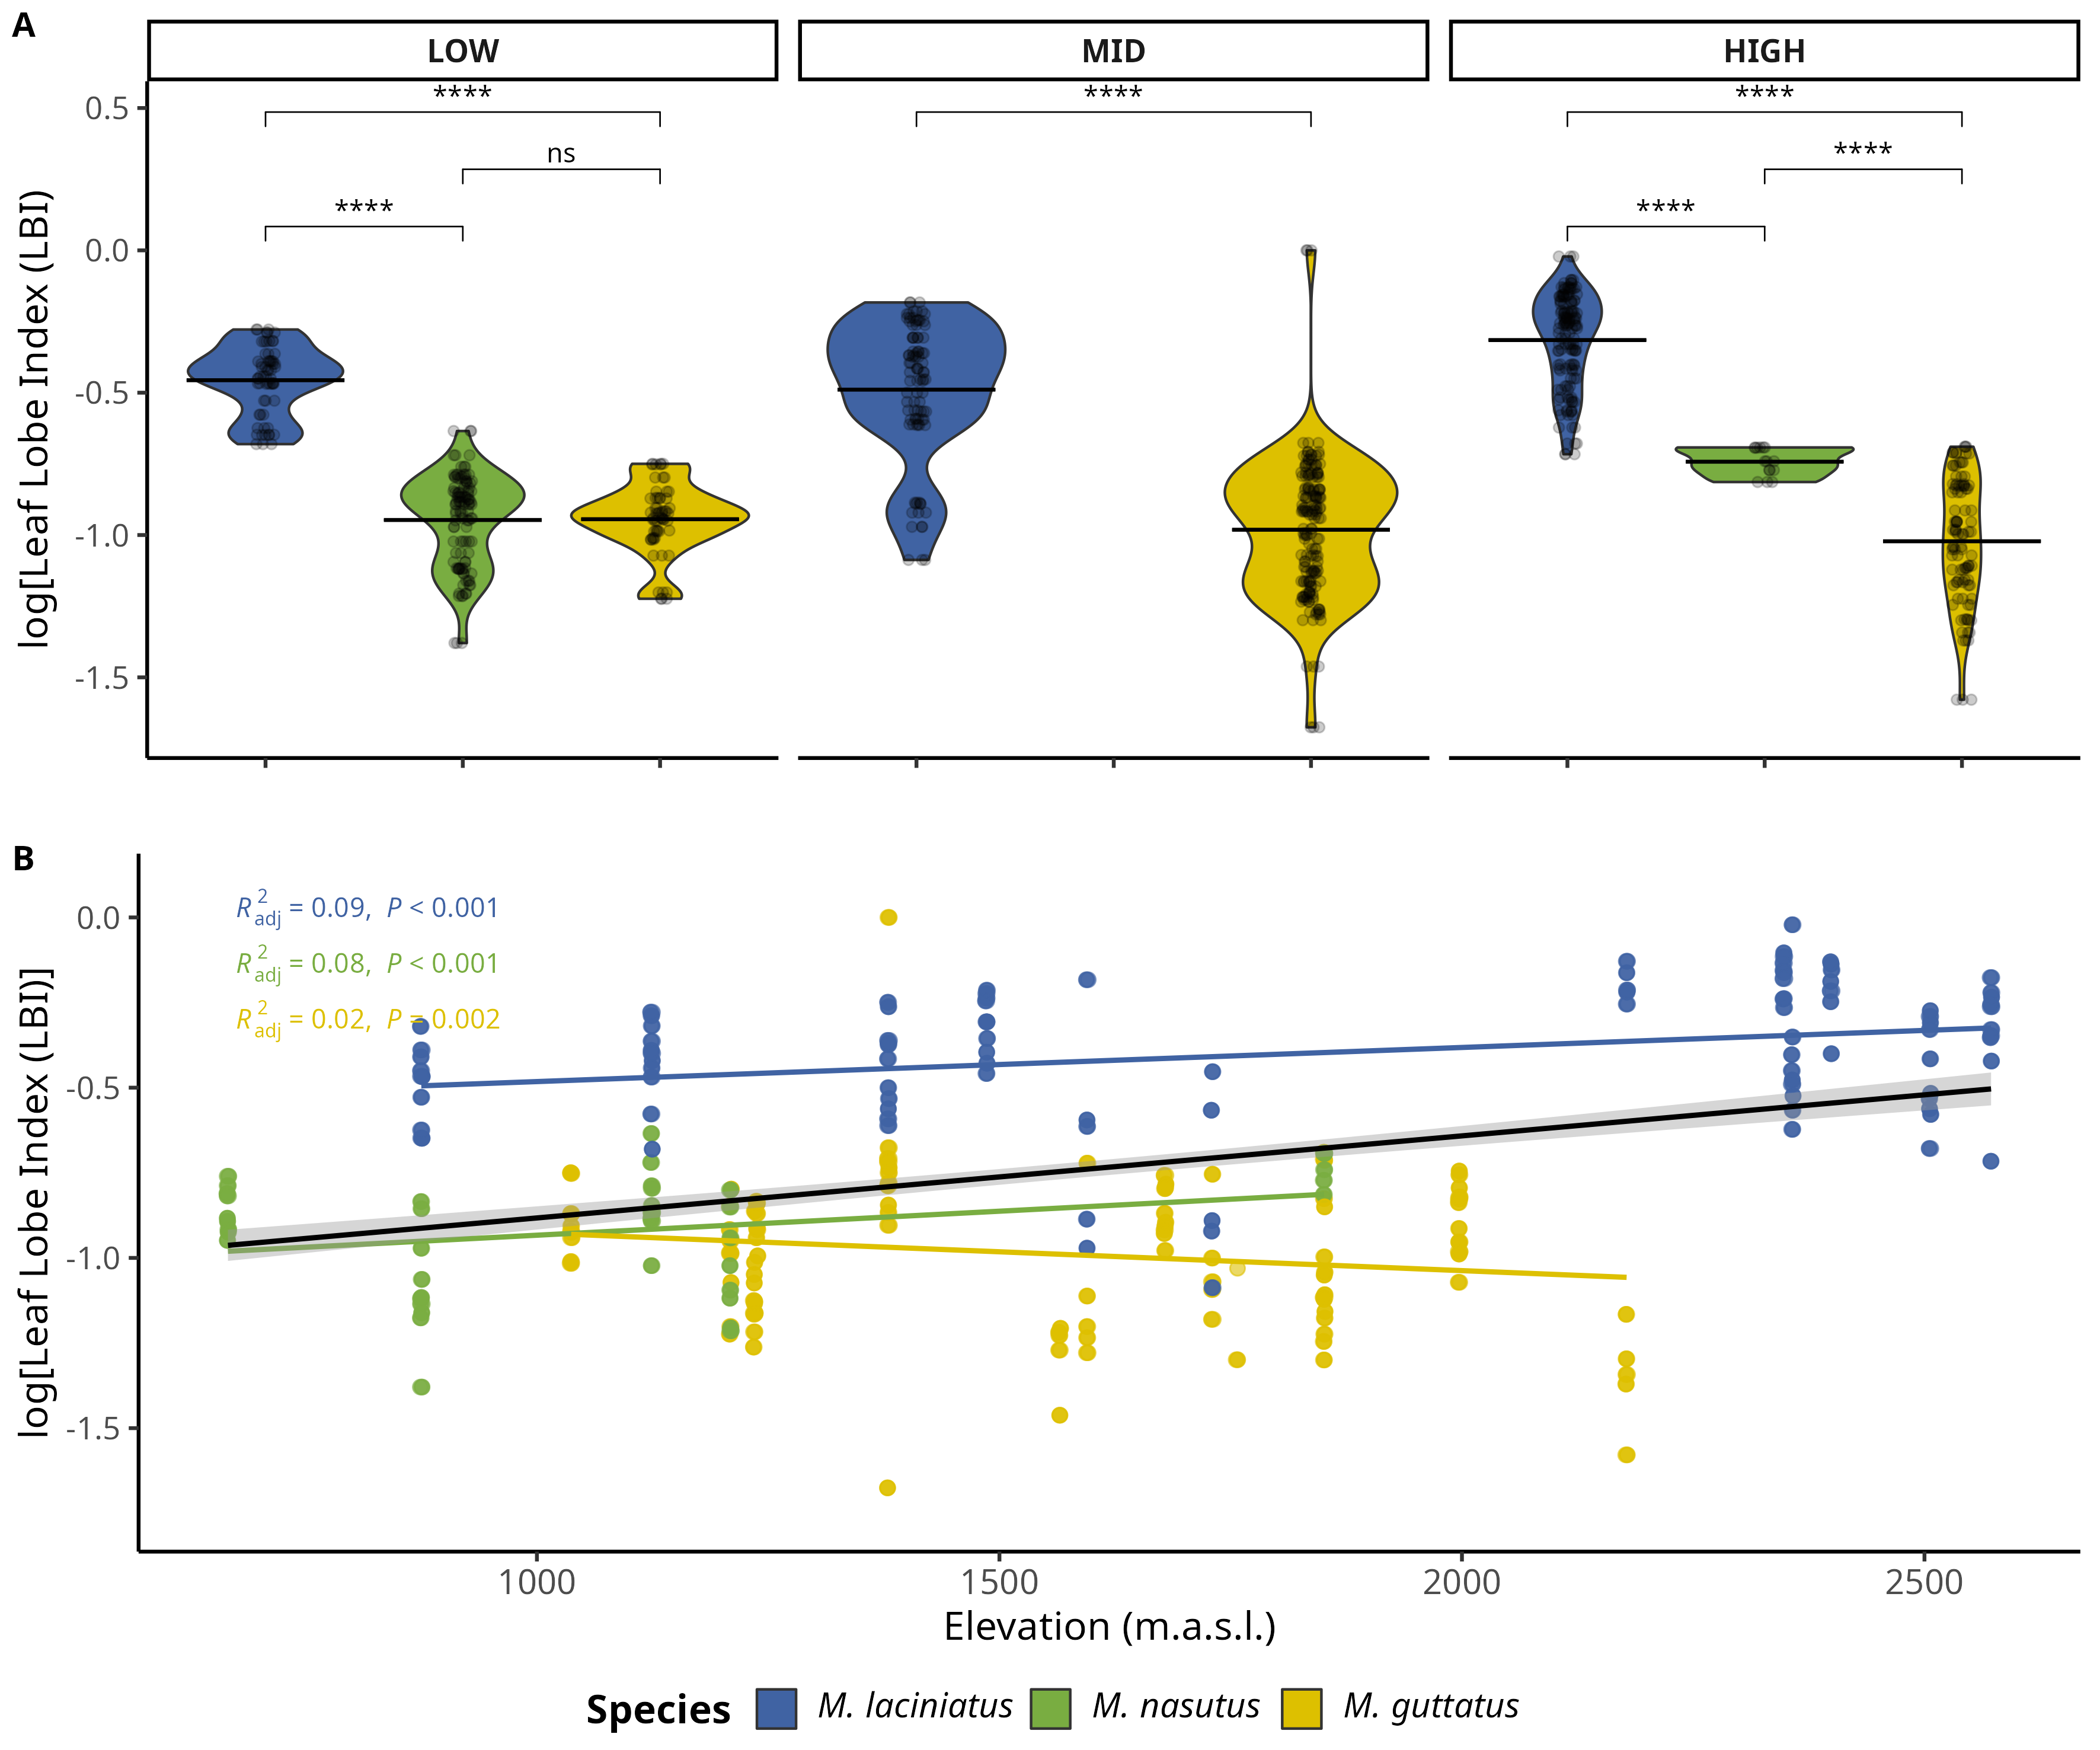 A
LOW MID HIGH
**** **** ****
ns ****
**** ****
log[Leaf Lobe Index (LBI)
0.5
0.0
-0.5
-1.0
-1.5
B
R²adj = 0.09, P < 0.001
R²adj = 0.08, P < 0.001
R²adj = 0.02, P = 0.002
log[Leaf Lobe Index (LBI)]
0.0
-0.5
-1.0
-1.5
1000 1500 2000 2500
Elevation (m.a.s.l.)
Species M. laciniatus M. nasutus M. guttatus